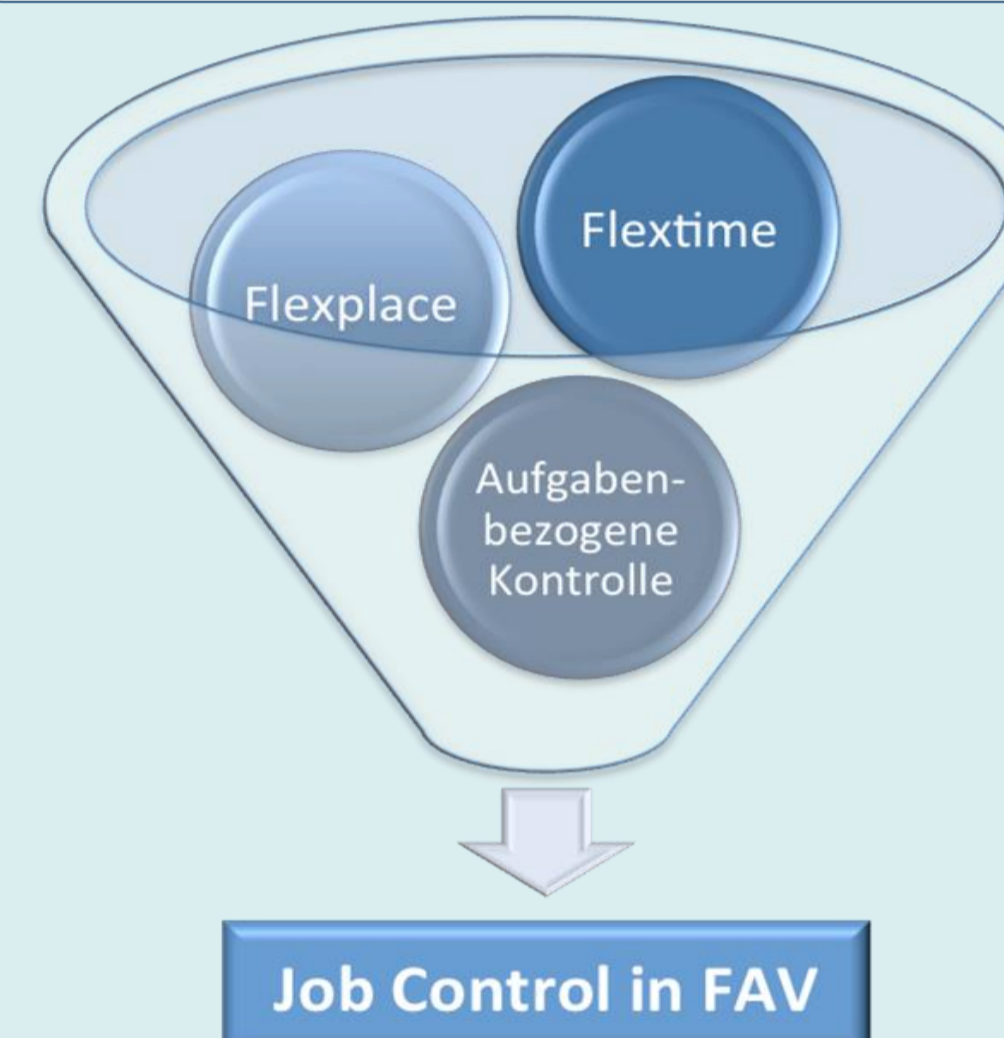 Flextime
Flexplace
Aufgaben-
bezogene
Kontrolle
Job Control in FAV